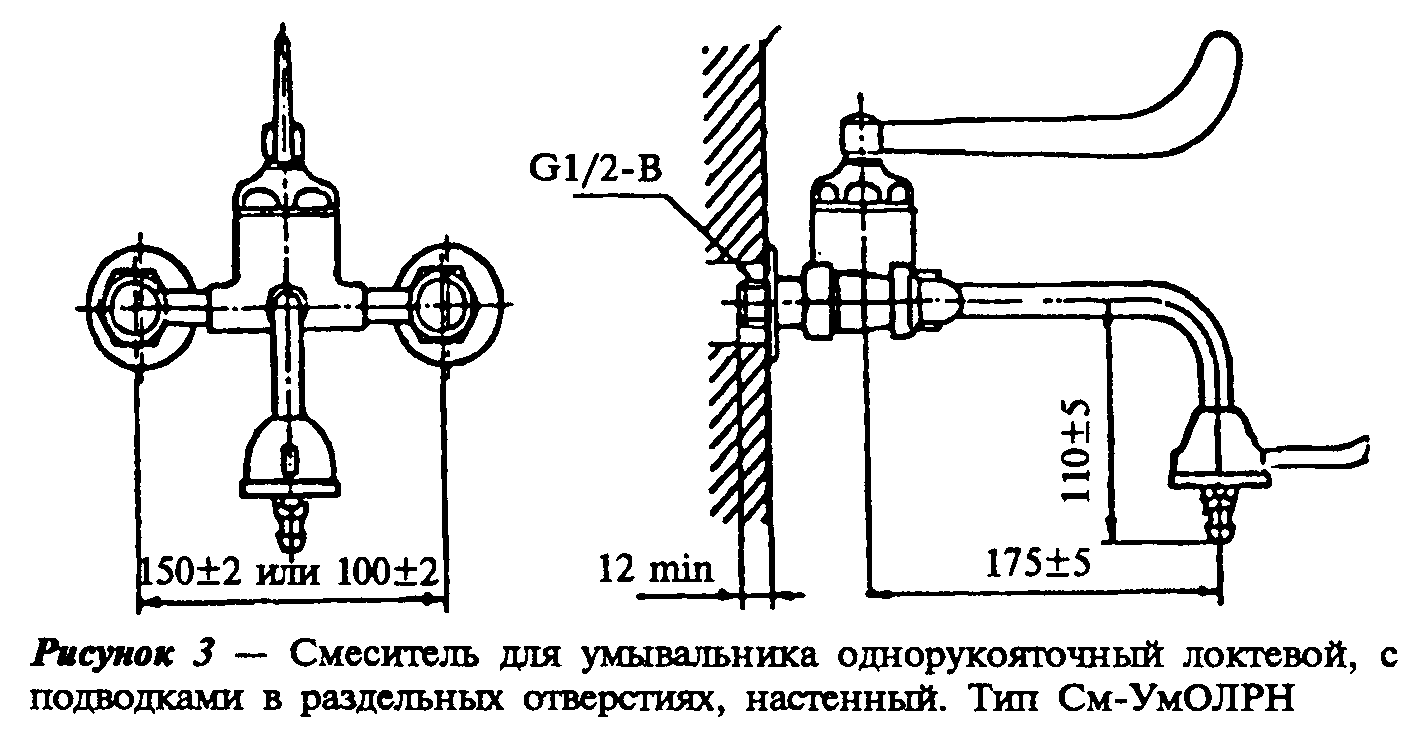 G1/2-B
110±5
150±2 или 100±2
12 min
175±5
Рисунок 3 — Смеситель для умывальника однорукояточный локтевой, с
подводками в раздельных отверстиях, настенный. Тип См-УмОЛРН